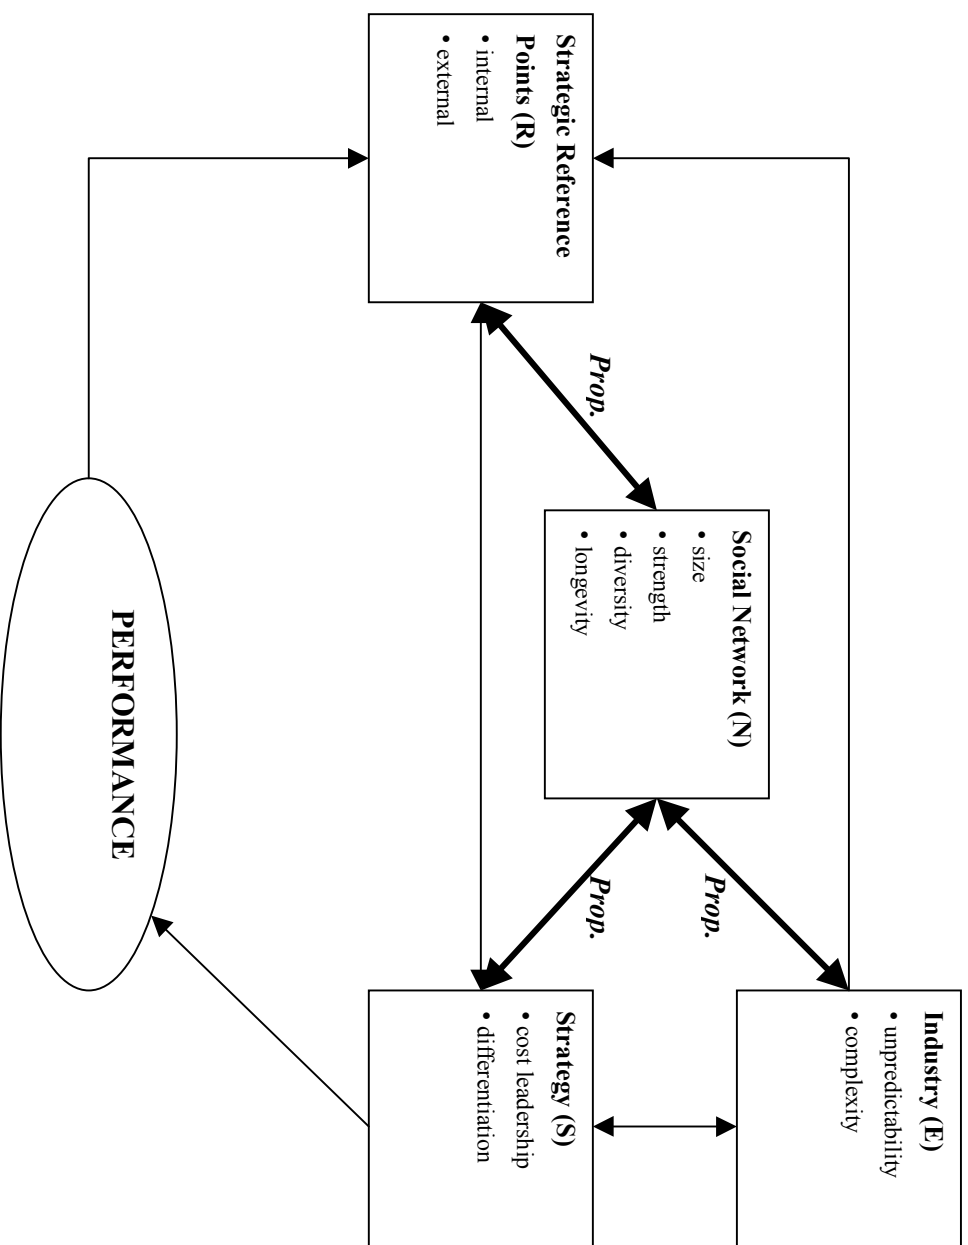 Industry (E)
• unpredictability
• complexity
Prop.
Social Network (N)
• size
• strength
• diversity
• longevity
Prop.
Prop.
Strategic Reference
Points (R)
• internal
• external
Strategy (S)
• cost leadership
• differentiation
PERFORMANCE